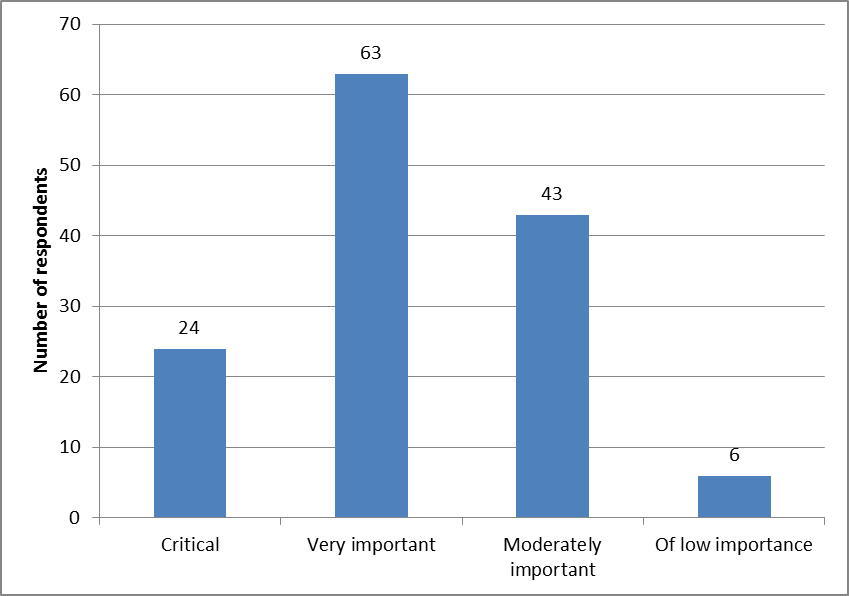 70
60
50
40
30
20
10
0
Number of respondents
24
63
43
6
Critical
Very important
Moderately
important
Of low importance